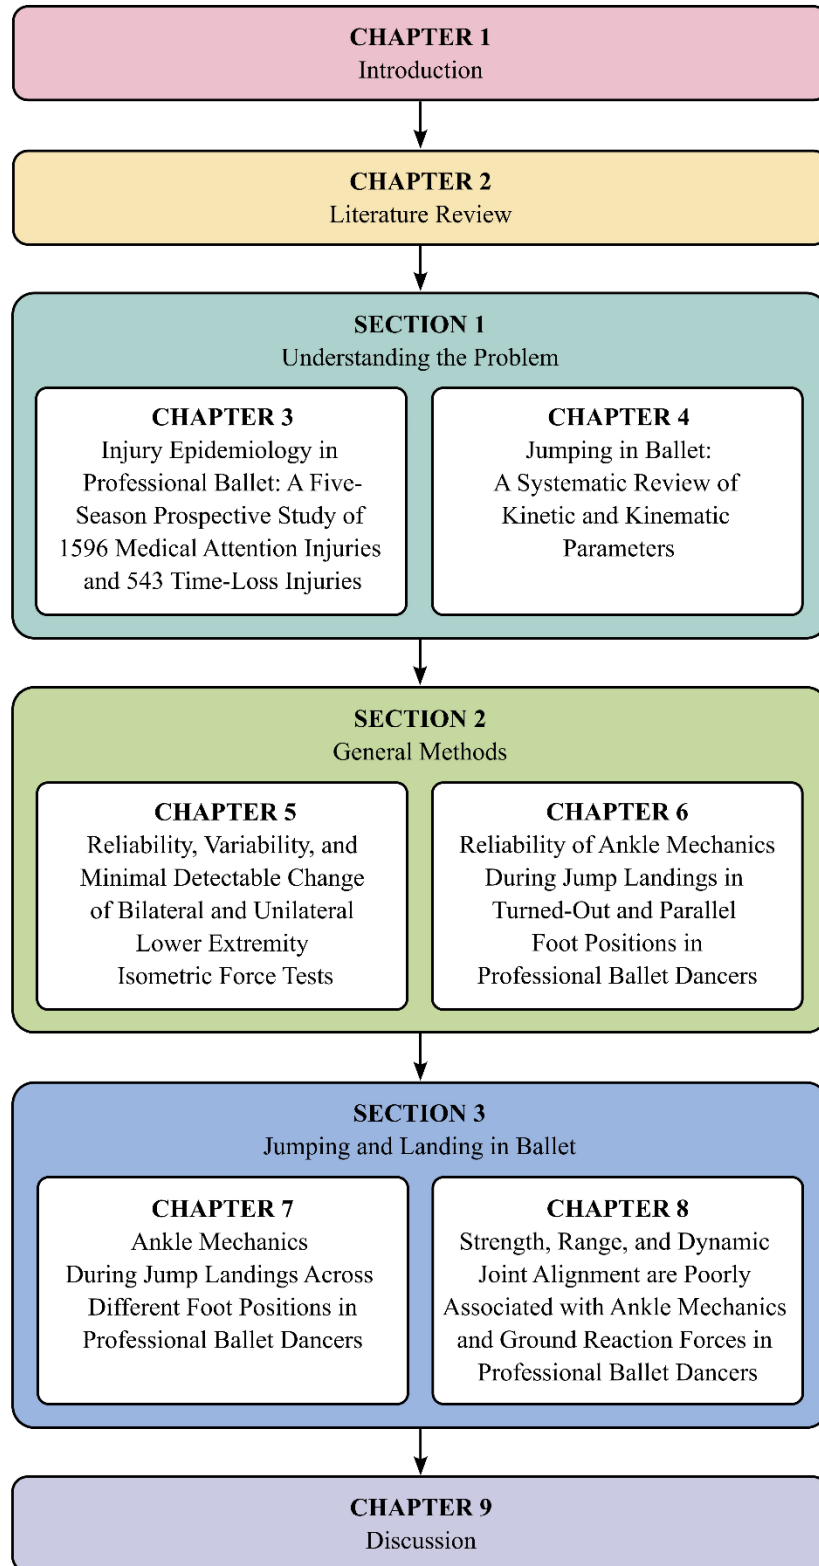 CHAPTER 1
Introduction
CHAPTER 2
Literature Review
SECTION 1
Understanding the Problem
CHAPTER 3
Injury Epidemiology in
Professional Ballet: A Five-
Season Prospective Study of
1596 Medical Attention Injuries
and 543 Time-Loss Injuries
CHAPTER 4
Jumping in Ballet:
A Systematic Review of
Kinetic and Kinematic
Parameters
SECTION 2
General Methods
CHAPTER 5
Reliability, Variability, and
Minimal Detectable Change
of Bilateral and Unilateral
Lower Extremity
Isometric Force Tests
CHAPTER 6
Reliability of Ankle Mechanics
During Jump Landings in
Turned-Out and Parallel
Foot Positions in
Professional Ballet Dancers
SECTION 3
Jumping and Landing in Ballet
CHAPTER 7
Ankle Mechanics
During Jump Landings Across
Different Foot Positions in
Professional Ballet Dancers
CHAPTER 8
Strength, Range, and Dynamic
Joint Alignment are Poorly
Associated with Ankle Mechanics
and Ground Reaction Forces in
Professional Ballet Dancers
CHAPTER 9
Discussion